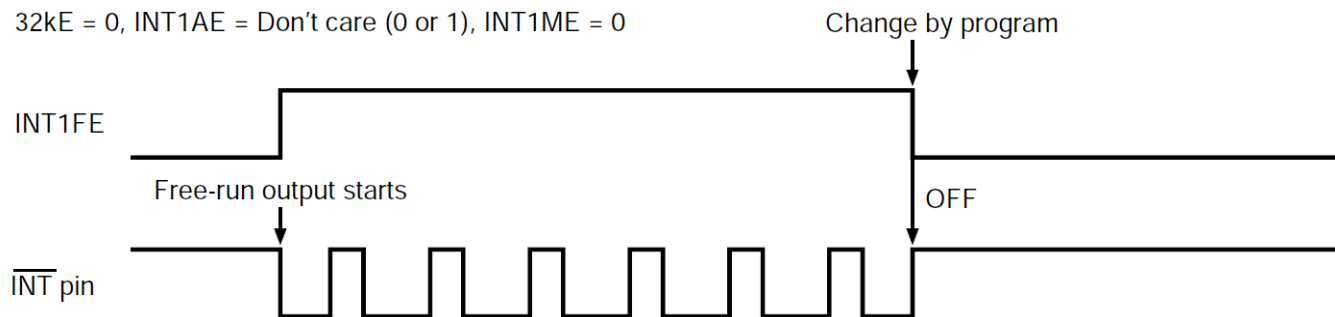 32kE = 0, INT1AE = Don't care (0 or 1), INT1ME = 0
Change by program
INT1FE
Free-run output starts
OFF
INT pin